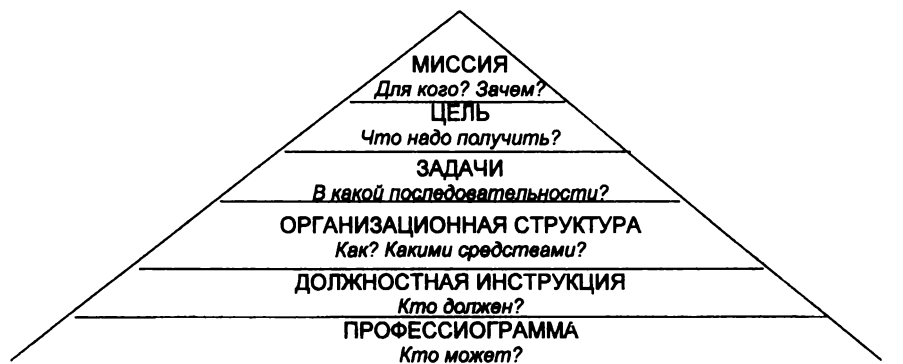 МИССИЯ
Для кого? Зачем?
ЦЕЛЬ
Что надо получить?
ЗАДАЧИ
В какой последовательности?
ОРГАНИЗАЦИОННАЯ СТРУКТУРА
Как? Какими средствами?
ДОЛЖНОСТНАЯ ИНСТРУКЦИЯ
Кто должен?
ПРОФЕССИОГРАММА
Кто может?